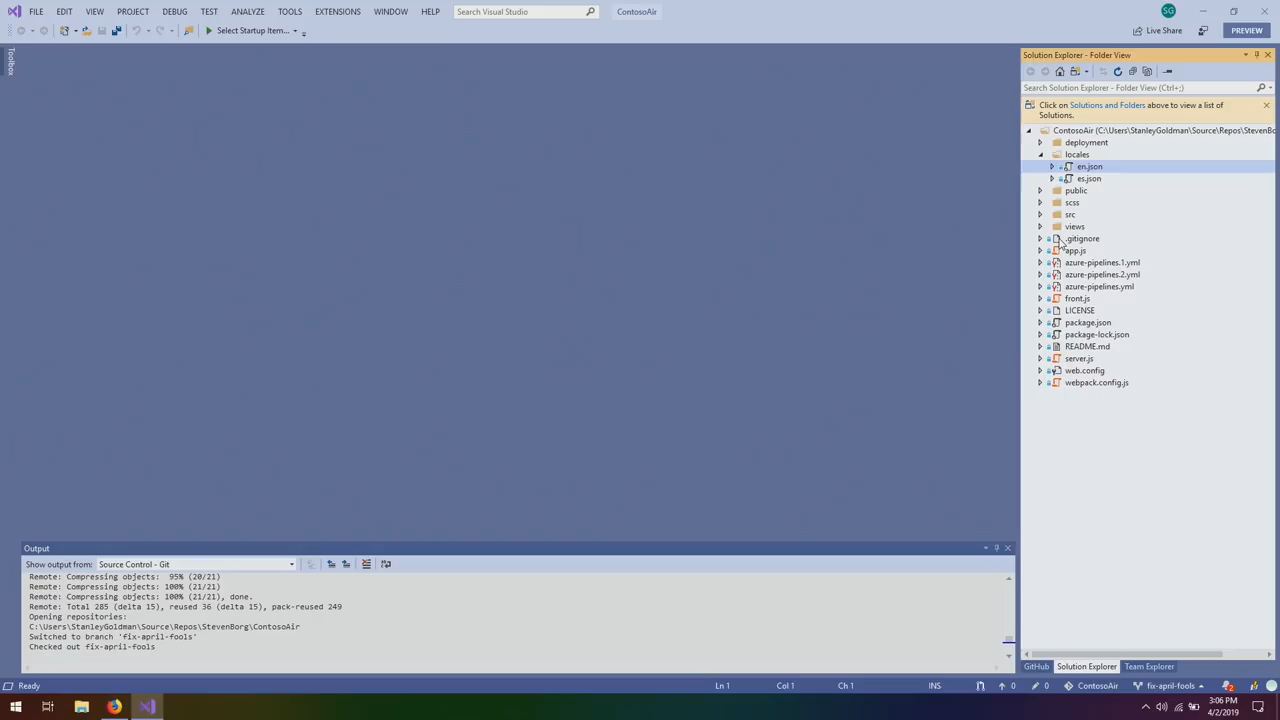 FILE EDIT VIEW PROJECT DEBUG TEST ANALYZE TOOLS EXTENSIONS WINDOW HELP Search Visual Studio ContosoAir SG
Select Startup Item... Live Share PREVIEW
Toolbox
Solution Explorer - Folder View
Search Solution Explorer - Folder View (Ctrl+;)
Click on Solutions and Folders above to view a list of
Solutions.
ContosoAir (C:\Users\StanleyGoldman\Source\Repos\StevenBo
deployment
locales
en.json
es.json
public
scss
src
views
.gitignore
app.js
azure-pipelines.1.yml
azure-pipelines.2.yml
azure-pipelines.yml
front.js
LICENSE
package.json
package-lock.json
README.md
server.js
web.config
webpack.config.js
Output
Show output from: Source Control - Git
Remote: Compressing objects:  95% (20/21)
Remote: Compressing objects: 100% (21/21)
Remote: Compressing objects: 100% (21/21), done.
Remote: Total 285 (delta 15), reused 36 (delta 15), pack-reused 249
Opening repositories:
C:\Users\StanleyGoldman\Source\Repos\StevenBorg\ContosoAir
Switched to branch 'fix-april-fools'
Checked out fix-april-fools
GitHub Solution Explorer Team Explorer
Ready Ln 1 Col 1 Ch 1 INS 0 0 ContosoAir fix-april-fools 2
3:06 PM
4/2/2019